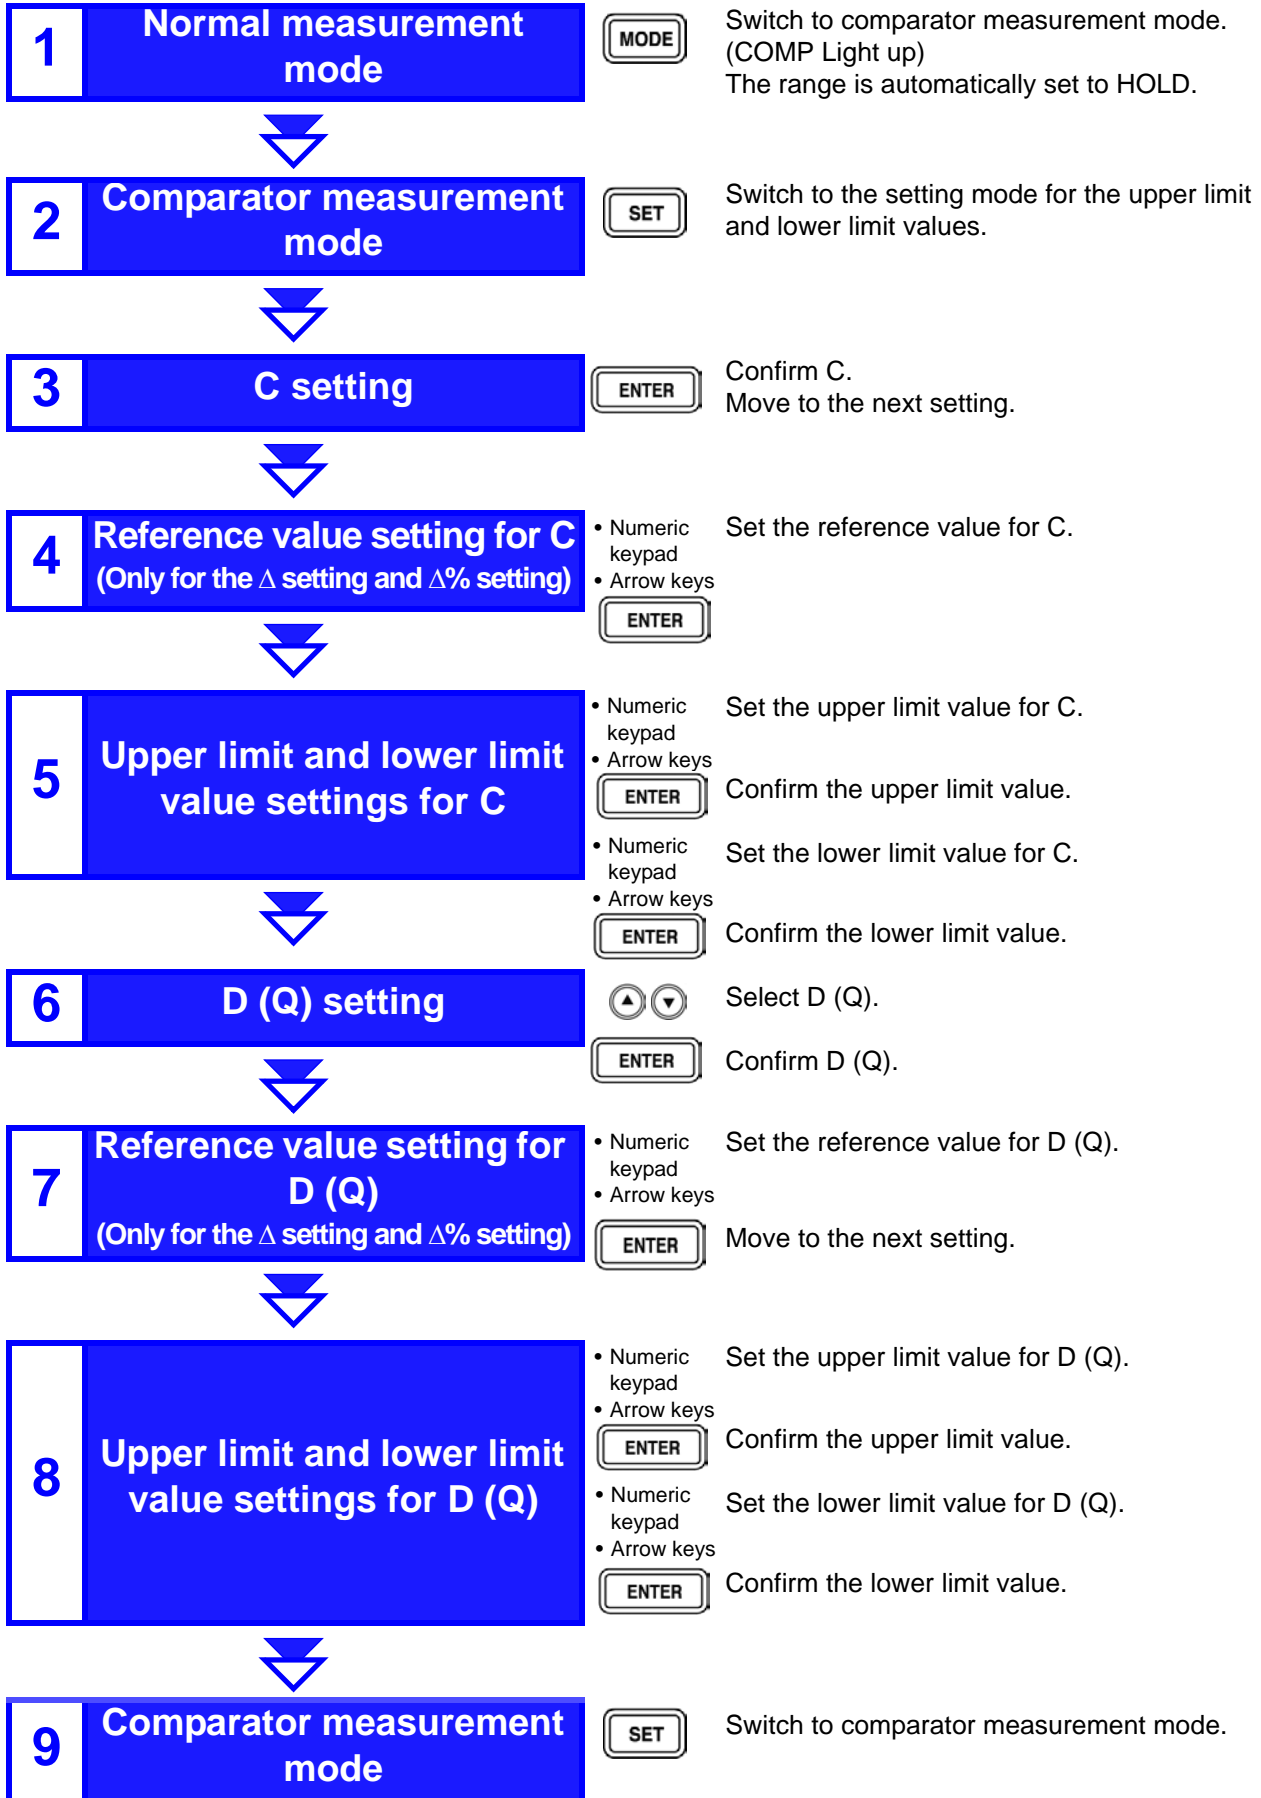 1
Normal measurement
mode
MODE
Switch to comparator measurement mode.
(COMP Light up)
The range is automatically set to HOLD.
2
Comparator measurement
mode
SET
Switch to the setting mode for the upper limit
and lower limit values.
3
C setting
ENTER
Confirm C.
Move to the next setting.
4
Reference value setting for C
(Only for the Δ setting and Δ% setting)
• Numeric
keypad
• Arrow keys
ENTER
Set the reference value for C.
5
Upper limit and lower limit
value settings for C
• Numeric
keypad
• Arrow keys
Set the upper limit value for C.
ENTER
Confirm the upper limit value.
• Numeric
keypad
• Arrow keys
Set the lower limit value for C.
ENTER
Confirm the lower limit value.
6
D (Q) setting
Select D (Q).
ENTER
Confirm D (Q).
7
Reference value setting for
D (Q)
(Only for the Δ setting and Δ% setting)
• Numeric
keypad
• Arrow keys
Set the reference value for D (Q).
ENTER
Move to the next setting.
8
Upper limit and lower limit
value settings for D (Q)
• Numeric
keypad
• Arrow keys
Set the upper limit value for D (Q).
ENTER
Confirm the upper limit value.
• Numeric
keypad
• Arrow keys
Set the lower limit value for D (Q).
ENTER
Confirm the lower limit value.
9
Comparator measurement
mode
SET
Switch to comparator measurement mode.